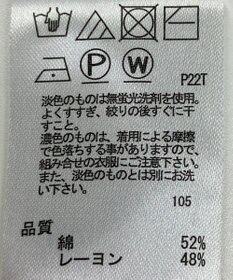 P W
P22T
淡色のものは無蛍光洗剤を使用。
よくすすぎ、絞りの後すぐに干
すこと。
濃色のものは、着用による摩擦
で色落ちする事がありますので、
組み合せの衣服にご注意下さい。
また、淡色のものとは別にお洗
い下さい。
105
品質
綿 52%
レーヨン 48%